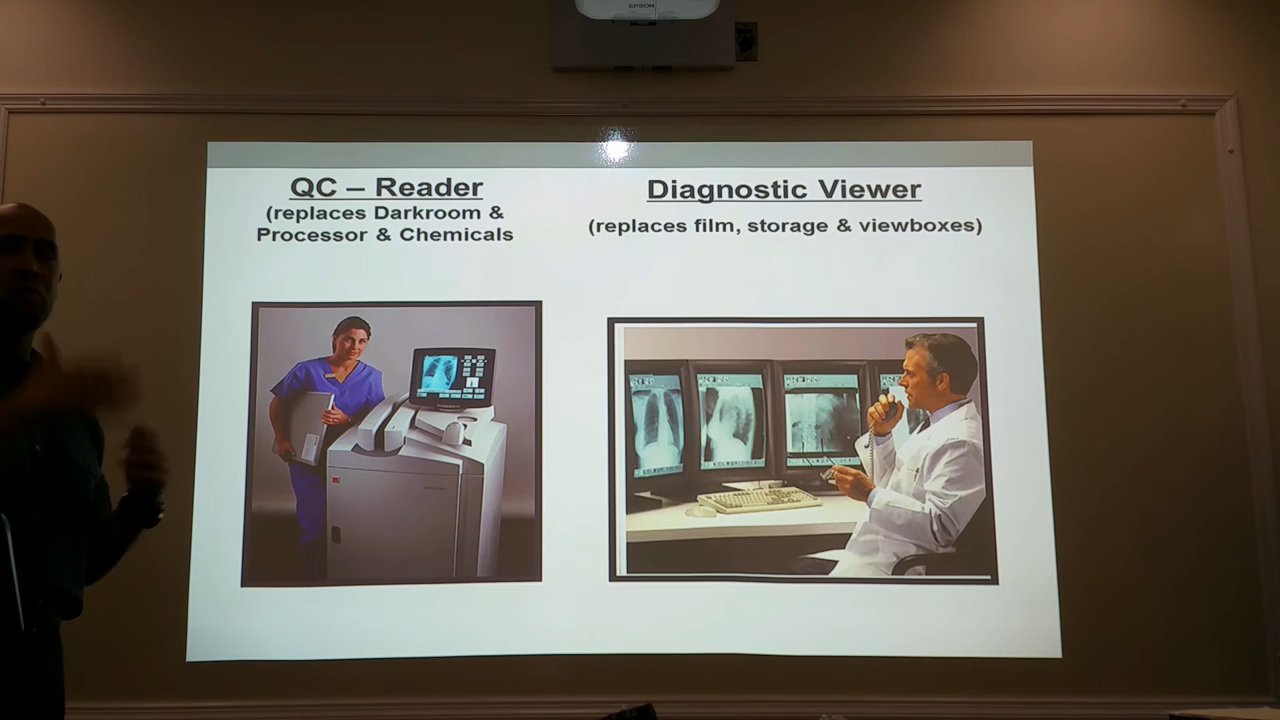 EPSON
QC – Reader
(replaces Darkroom &
Processor & Chemicals
Diagnostic Viewer
(replaces film, storage & viewboxes)